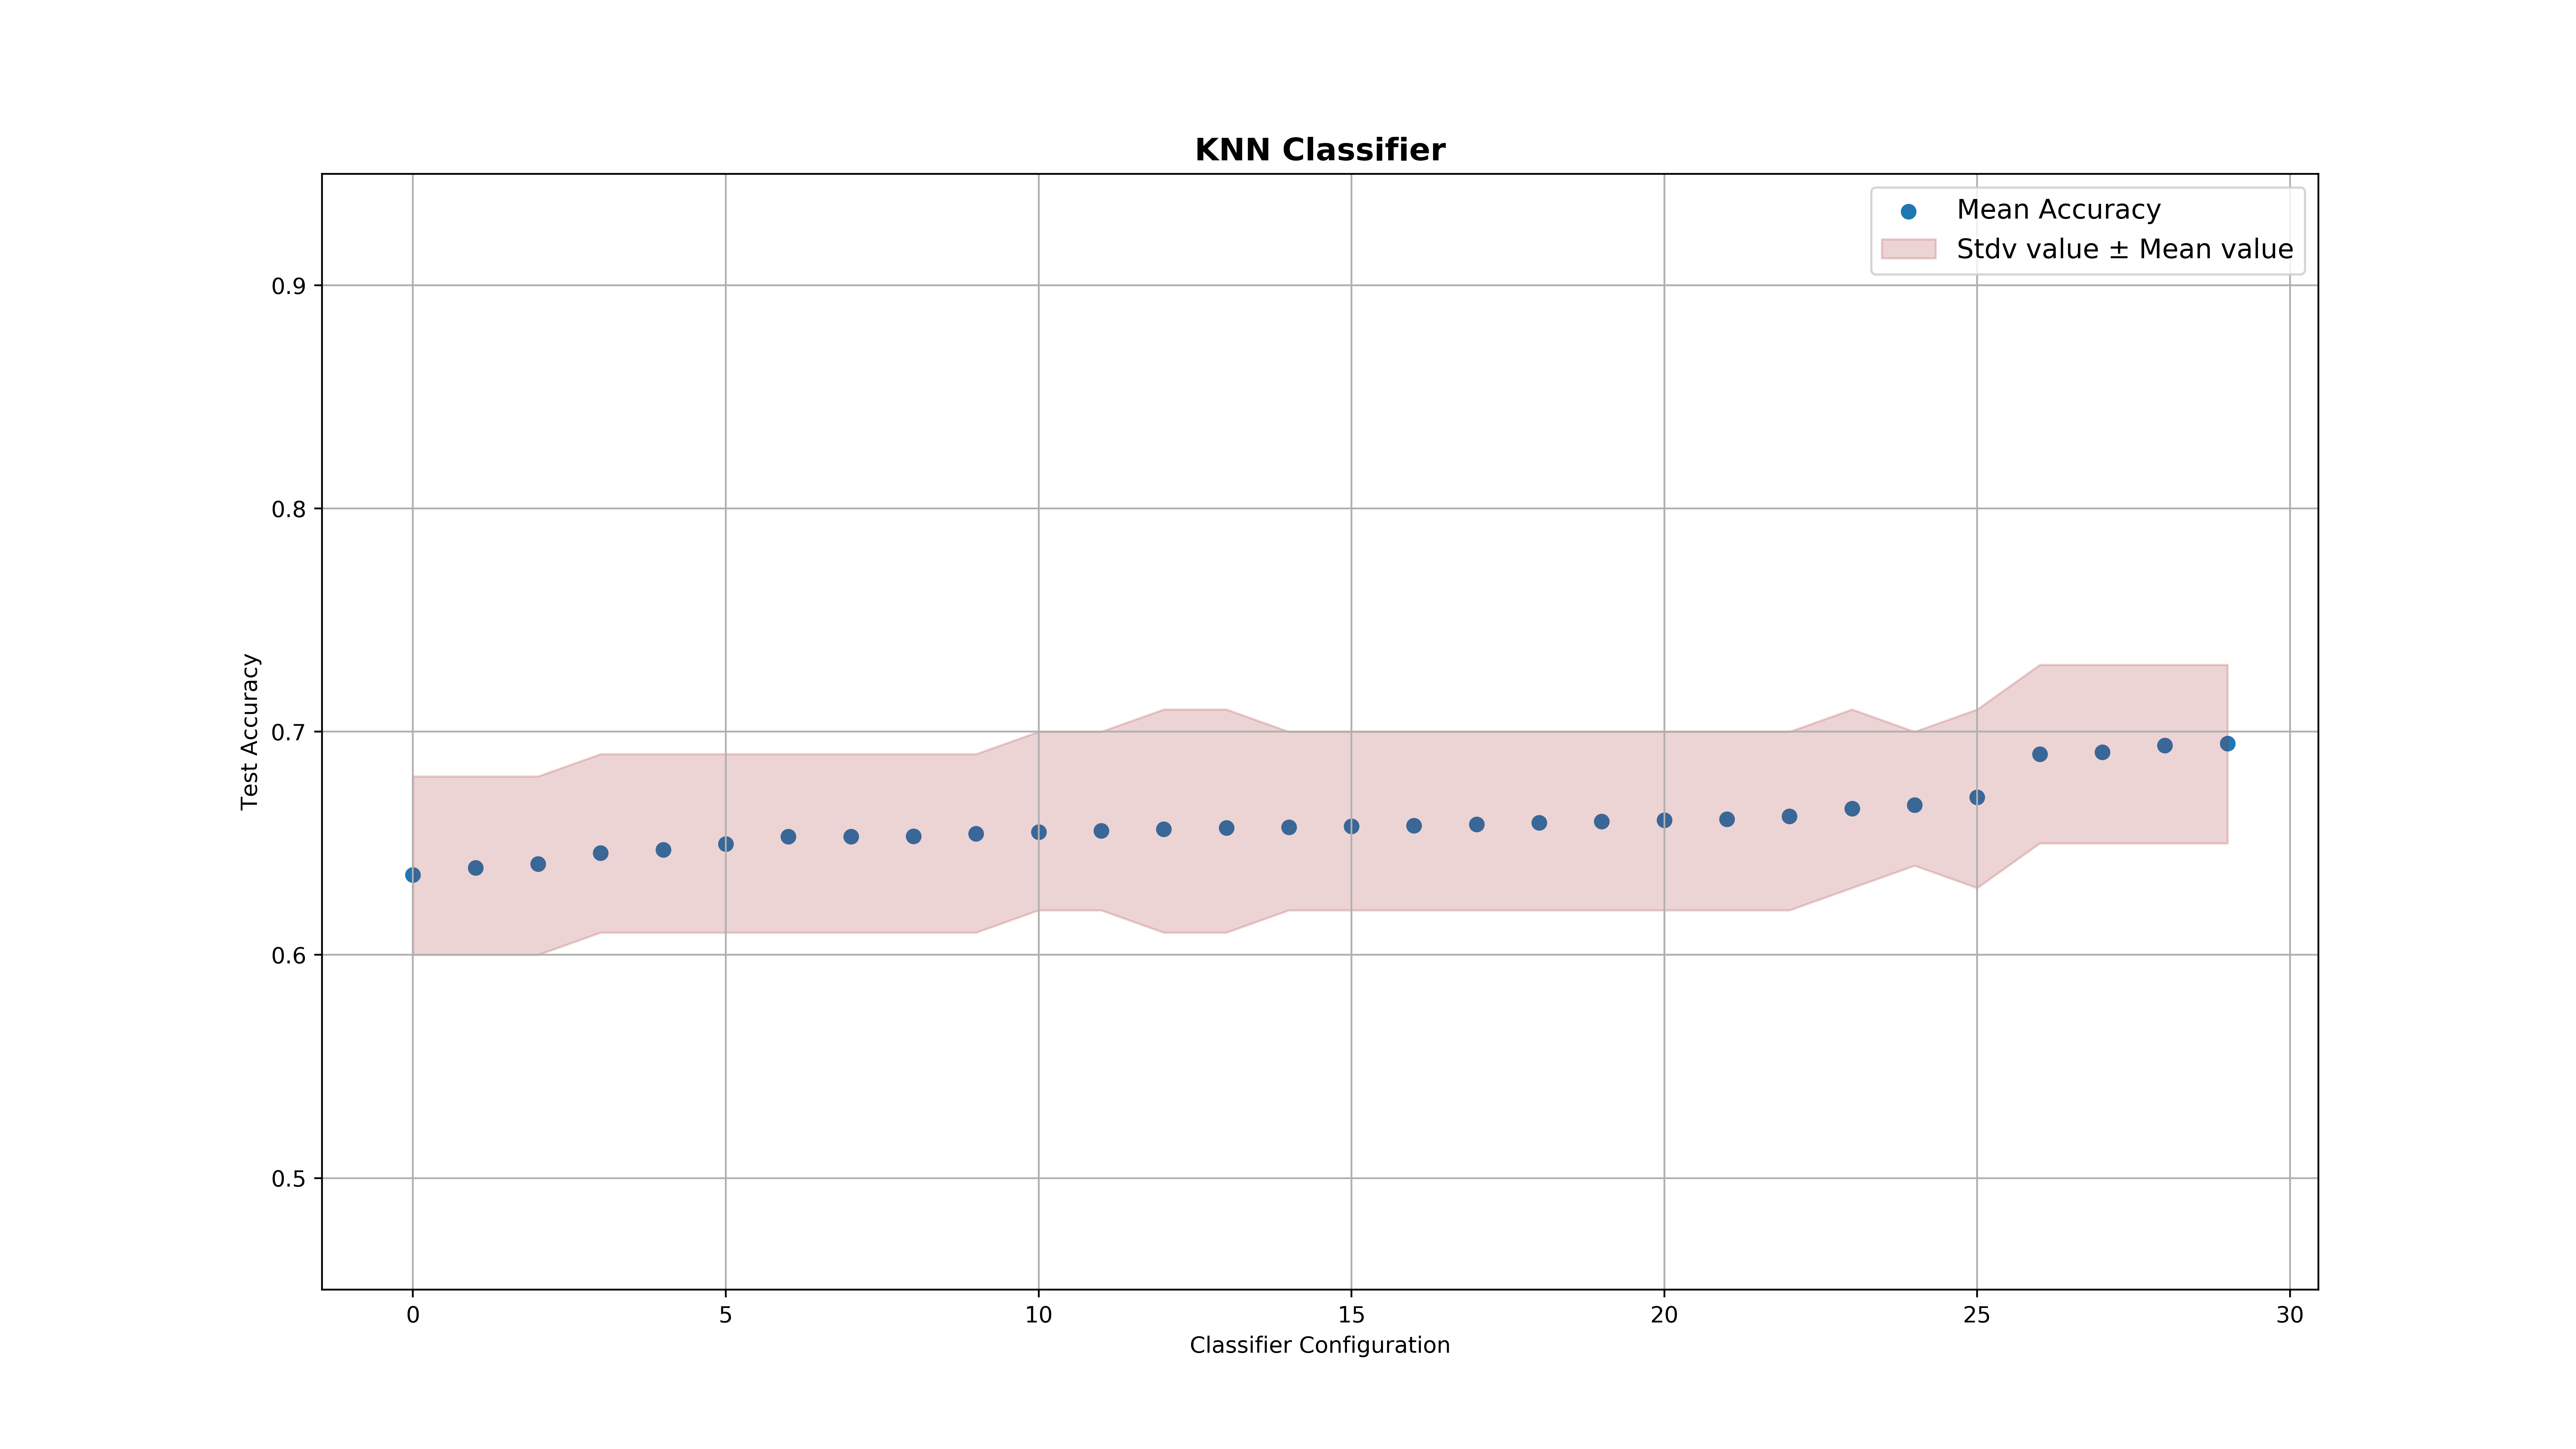 KNN Classifier
Mean Accuracy
Stdv value ± Mean value
0.9
0.8
0.7
0.6
0.5
Test Accuracy
0 5 10 15 20 25 30
Classifier Configuration